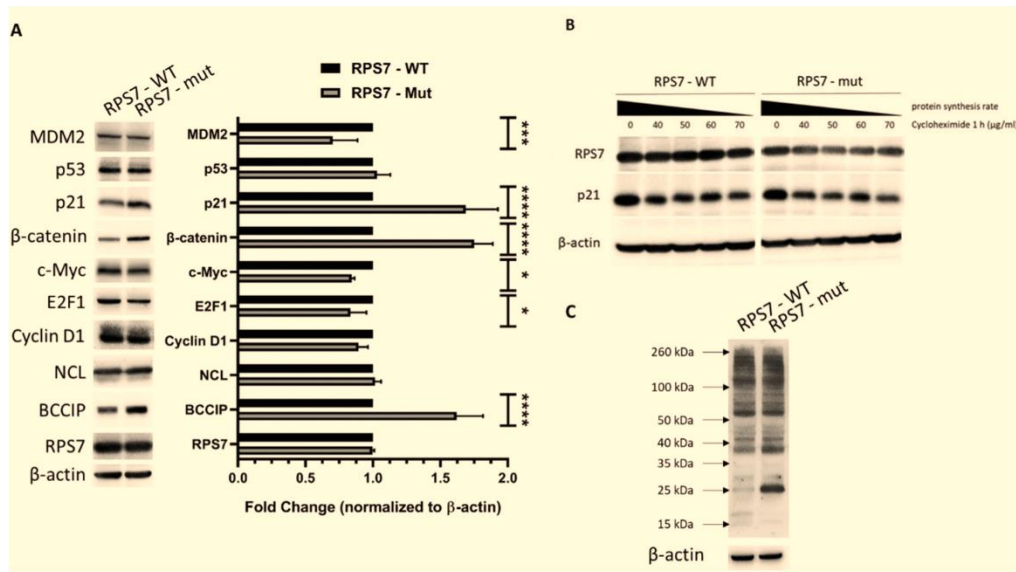 A
RPS7 - WT
RPS7 - mut
MDM2
p53
p21
β-catenin
c-Myc
E2F1
Cyclin D1
NCL
BCCIP
RPS7
β-actin
RPS7 - WT
RPS7 - Mut
MDM2
***
p53
p21
****
β-catenin
****
c-Myc
*
E2F1
*
Cyclin D1
NCL
BCCIP
****
RPS7
0.0 0.5 1.0 1.5 2.0
Fold Change (normalized to β-actin)
B
RPS7 - WT RPS7 - mut
protein synthesis rate
0 40 50 60 70 0 40 50 60 70 Cycloheximide 1 h (μg/ml)
RPS7
p21
β-actin
C
RPS7 - WT
RPS7 - mut
260 kDa
100 kDa
50 kDa
40 kDa
35 kDa
25 kDa
15 kDa
β-actin